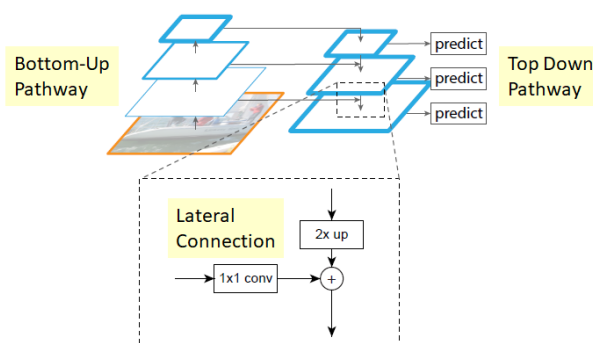 Bottom-Up
Pathway
predict
predict
predict
Top Down
Pathway
Lateral
Connection
2x up
1x1 conv
+